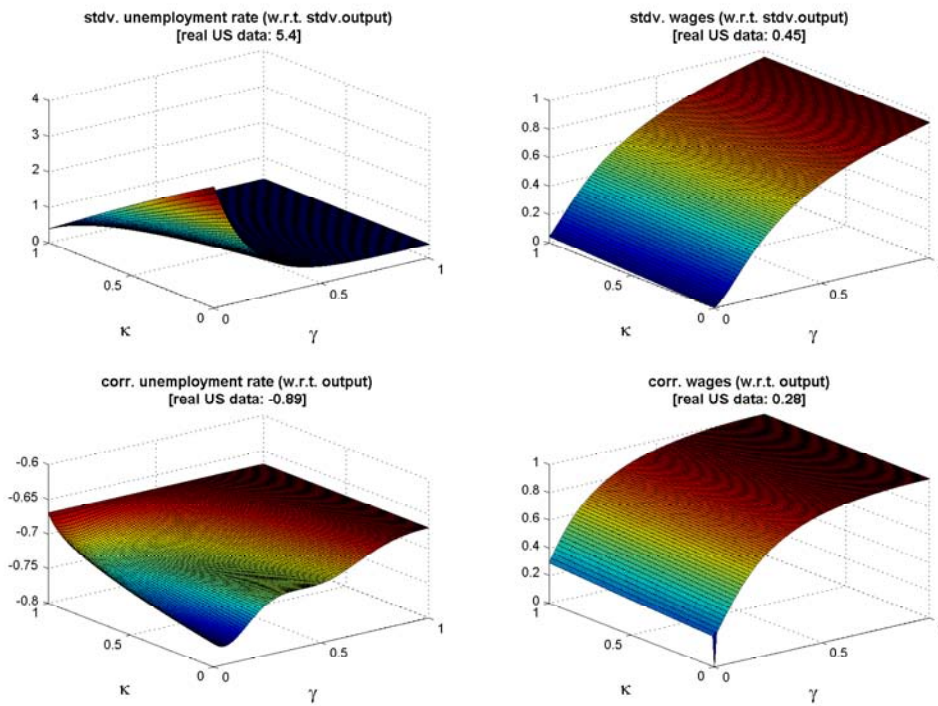 stdv. unemployment rate (w.r.t. stdv.output)
[real US data: 5.4]
4
3
2
1
0
1
0.5
0
0
0.5
1
κ
γ
stdv. wages (w.r.t. stdv.output)
[real US data: 0.45]
1
0.8
0.6
0.4
0.2
0
1
0.5
0
0
0.5
1
κ
γ
corr. unemployment rate (w.r.t. output)
[real US data: -0.89]
-0.6
-0.65
-0.7
-0.75
-0.8
1
0.5
0
0
0.5
1
κ
γ
corr. wages (w.r.t. output)
[real US data: 0.28]
1
0.8
0.6
0.4
0.2
0
1
0.5
0
0
0.5
1
κ
γ